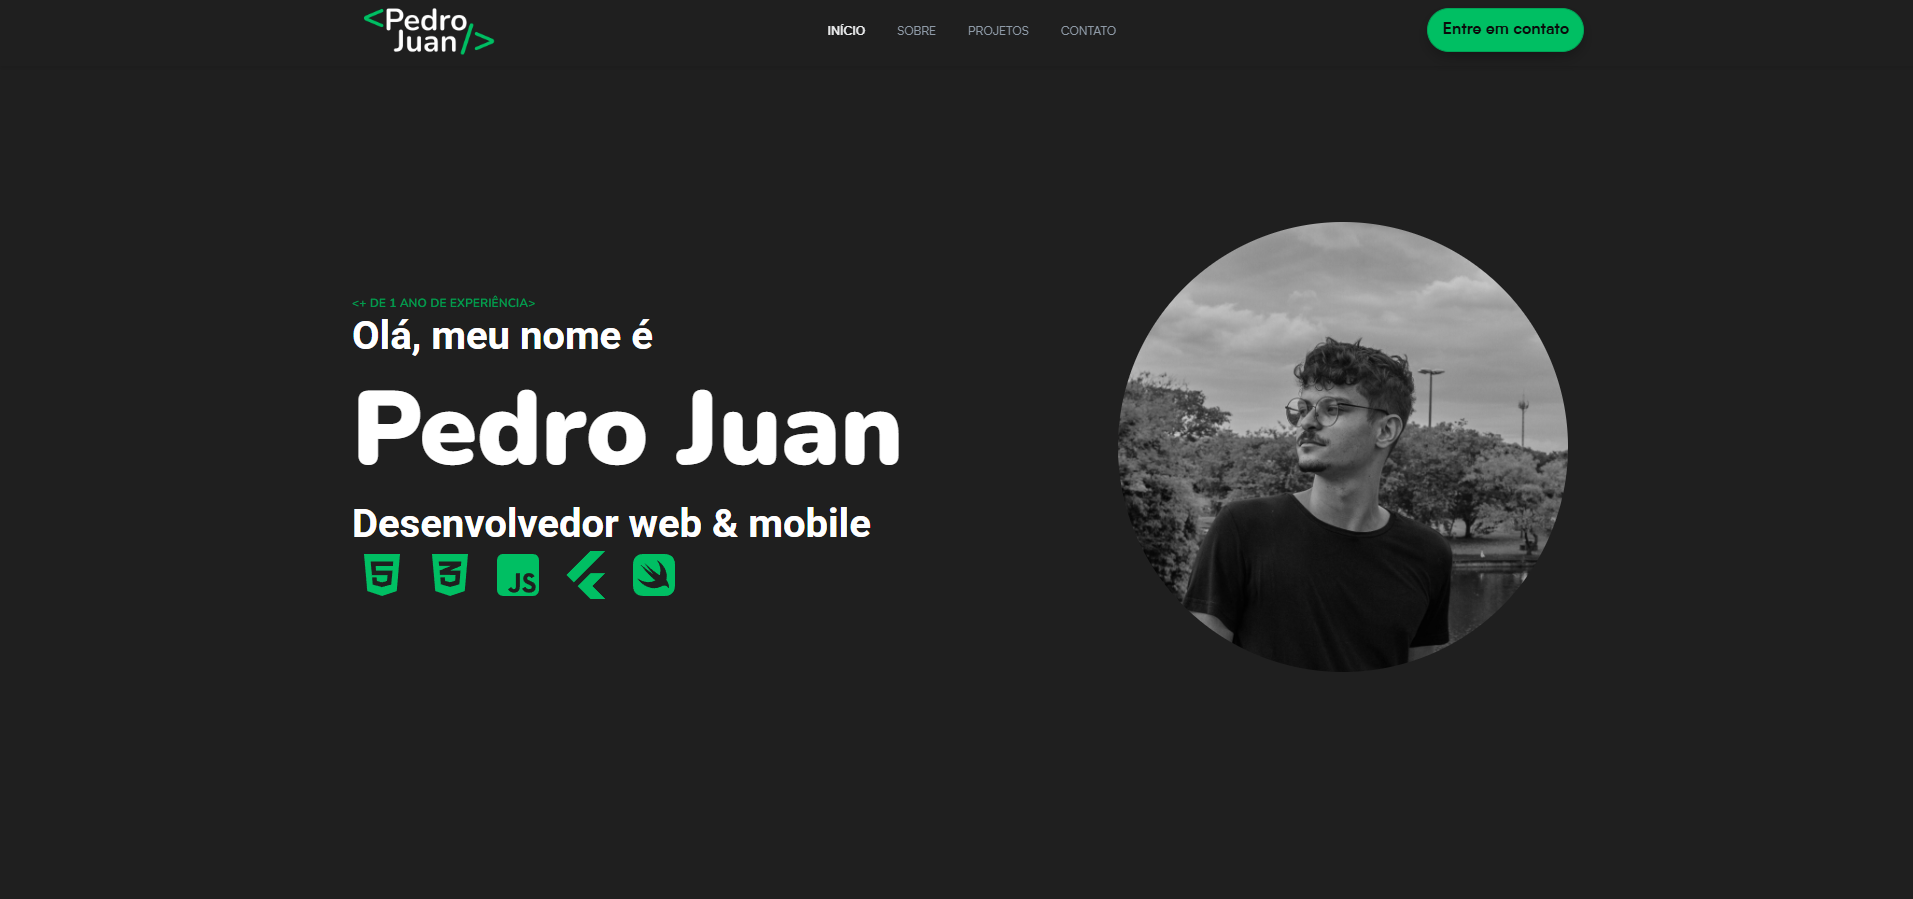 <Pedro
Juan/>
INÍCIO
SOBRE
PROJETOS
CONTATO
Entre em contato
<+ DE 1 ANO DE EXPERIÊNCIA>
Olá, meu nome é
Pedro Juan
Desenvolvedor web & mobile
5
3
JS